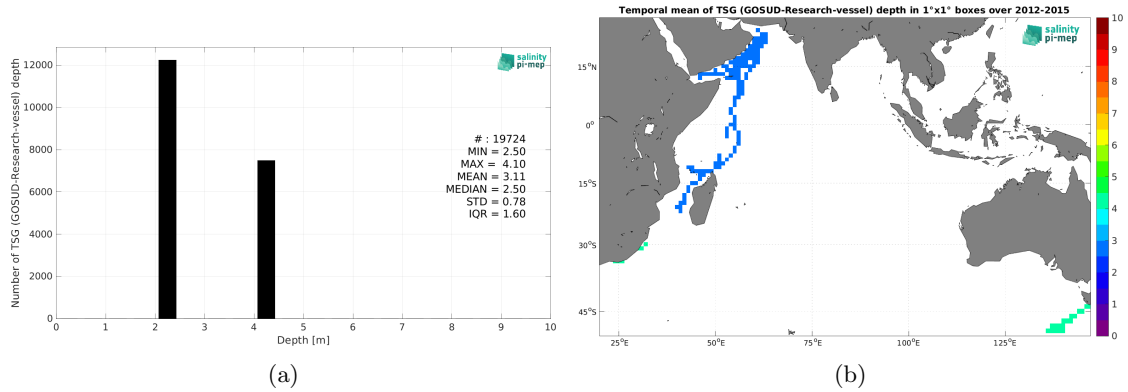 Number of TSG (GOSUD-Research-vessel) depth
12000
10000
8000
6000
4000
2000
0
0 1 2 3 4 5 6 7 8 9 10
Depth [m]
salinity
pi-mep
# : 19724
MIN = 2.50
MAX = 4.10
MEAN = 3.11
MEDIAN = 2.50
STD = 0.78
IQR = 1.60
(a)
Temporal mean of TSG (GOSUD-Research-vessel) depth in 1°x1° boxes over 2012-2015
salinity
pi-mep
15°N
0°
15°S
30°S
45°S
25°E 50°E 75°E 100°E 125°E
10
9
8
7
6
5
4
3
2
1
0
(b)